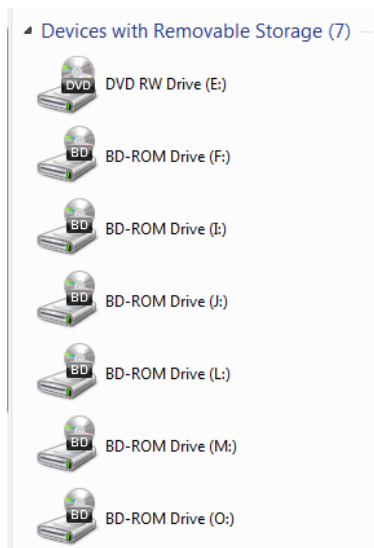 Devices with Removable Storage (7)
DVD
DVD RW Drive (E:)
BD
BD-ROM Drive (F:)
BD
BD-ROM Drive (I:)
BD
BD-ROM Drive (J:)
BD
BD-ROM Drive (L:)
BD
BD-ROM Drive (M:)
BD
BD-ROM Drive (O:)